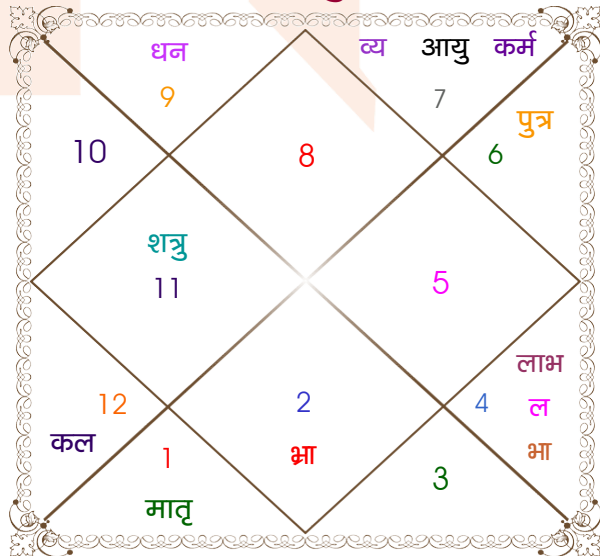 धन व्य आयु कर्म
9 7
पुत्र
10 8 6
शत्रु
11 5
लाभ
12 2 4 ल
कल 1 भ्रा 3 भा
मातृ